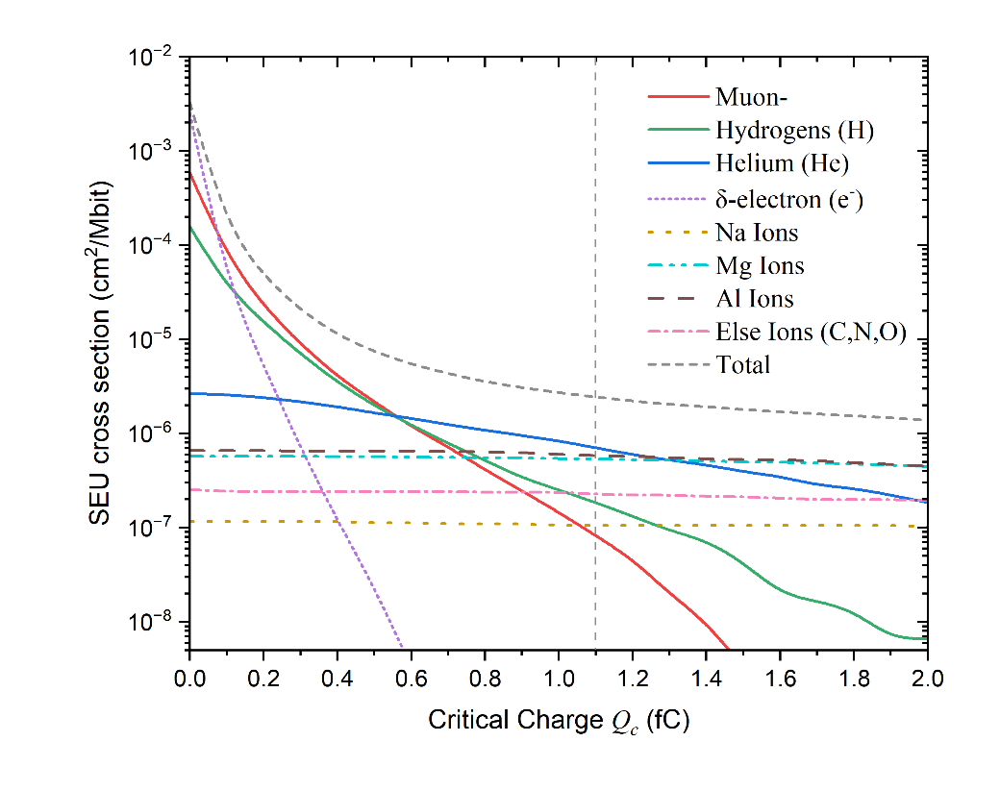 10⁻²
10⁻³
10⁻⁴
10⁻⁵
10⁻⁶
10⁻⁷
10⁻⁸
SEU cross section (cm²/Mbit)
Muon-
Hydrogens (H)
Helium (He)
δ-electron (e⁻)
Na Ions
Mg Ions
Al Ions
Else Ions (C,N,O)
Total
0.0 0.2 0.4 0.6 0.8 1.0 1.2 1.4 1.6 1.8 2.0
Critical Charge Q_c (fC)